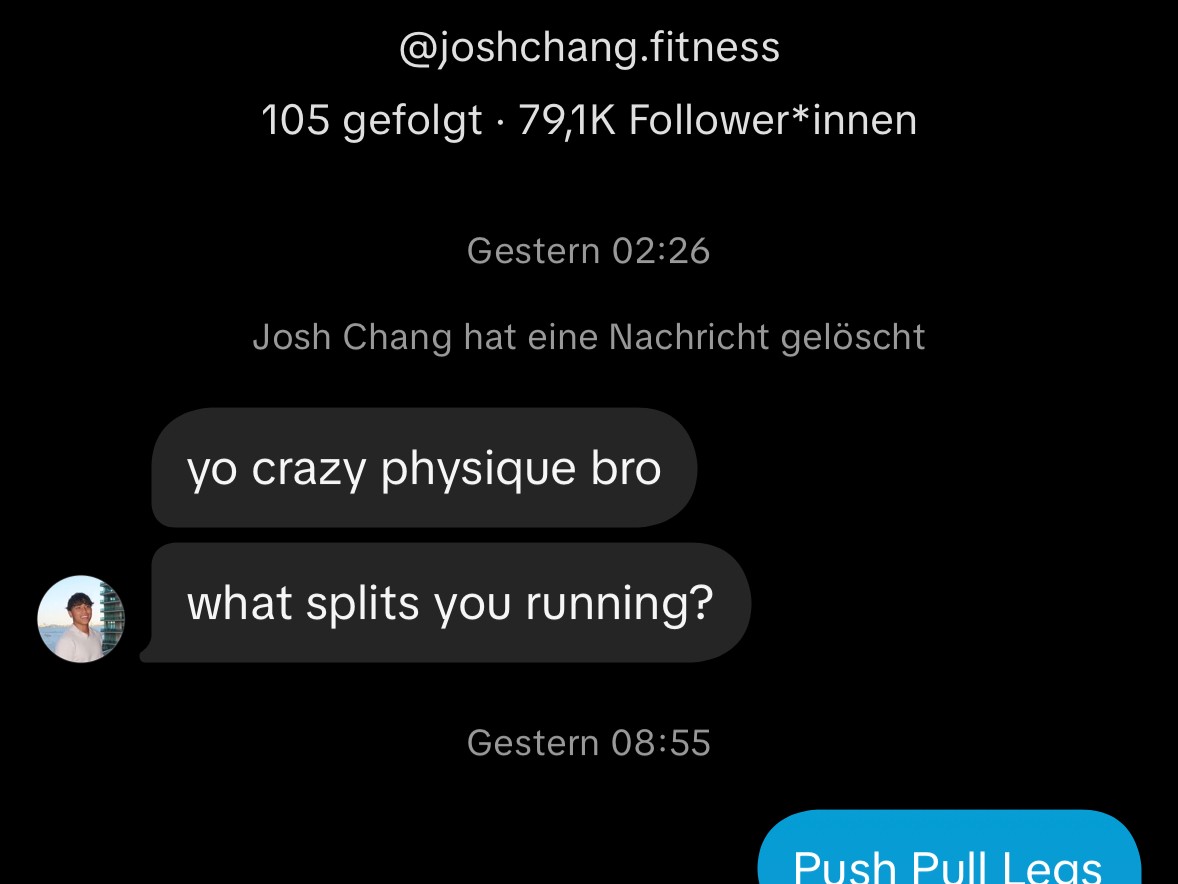 @joshchang.fitness
105 gefolgt · 79,1K Follower*innen
Gestern 02:26
Josh Chang hat eine Nachricht gelöscht
yo crazy physique bro
what splits you running?
Gestern 08:55
Push Pull Legs